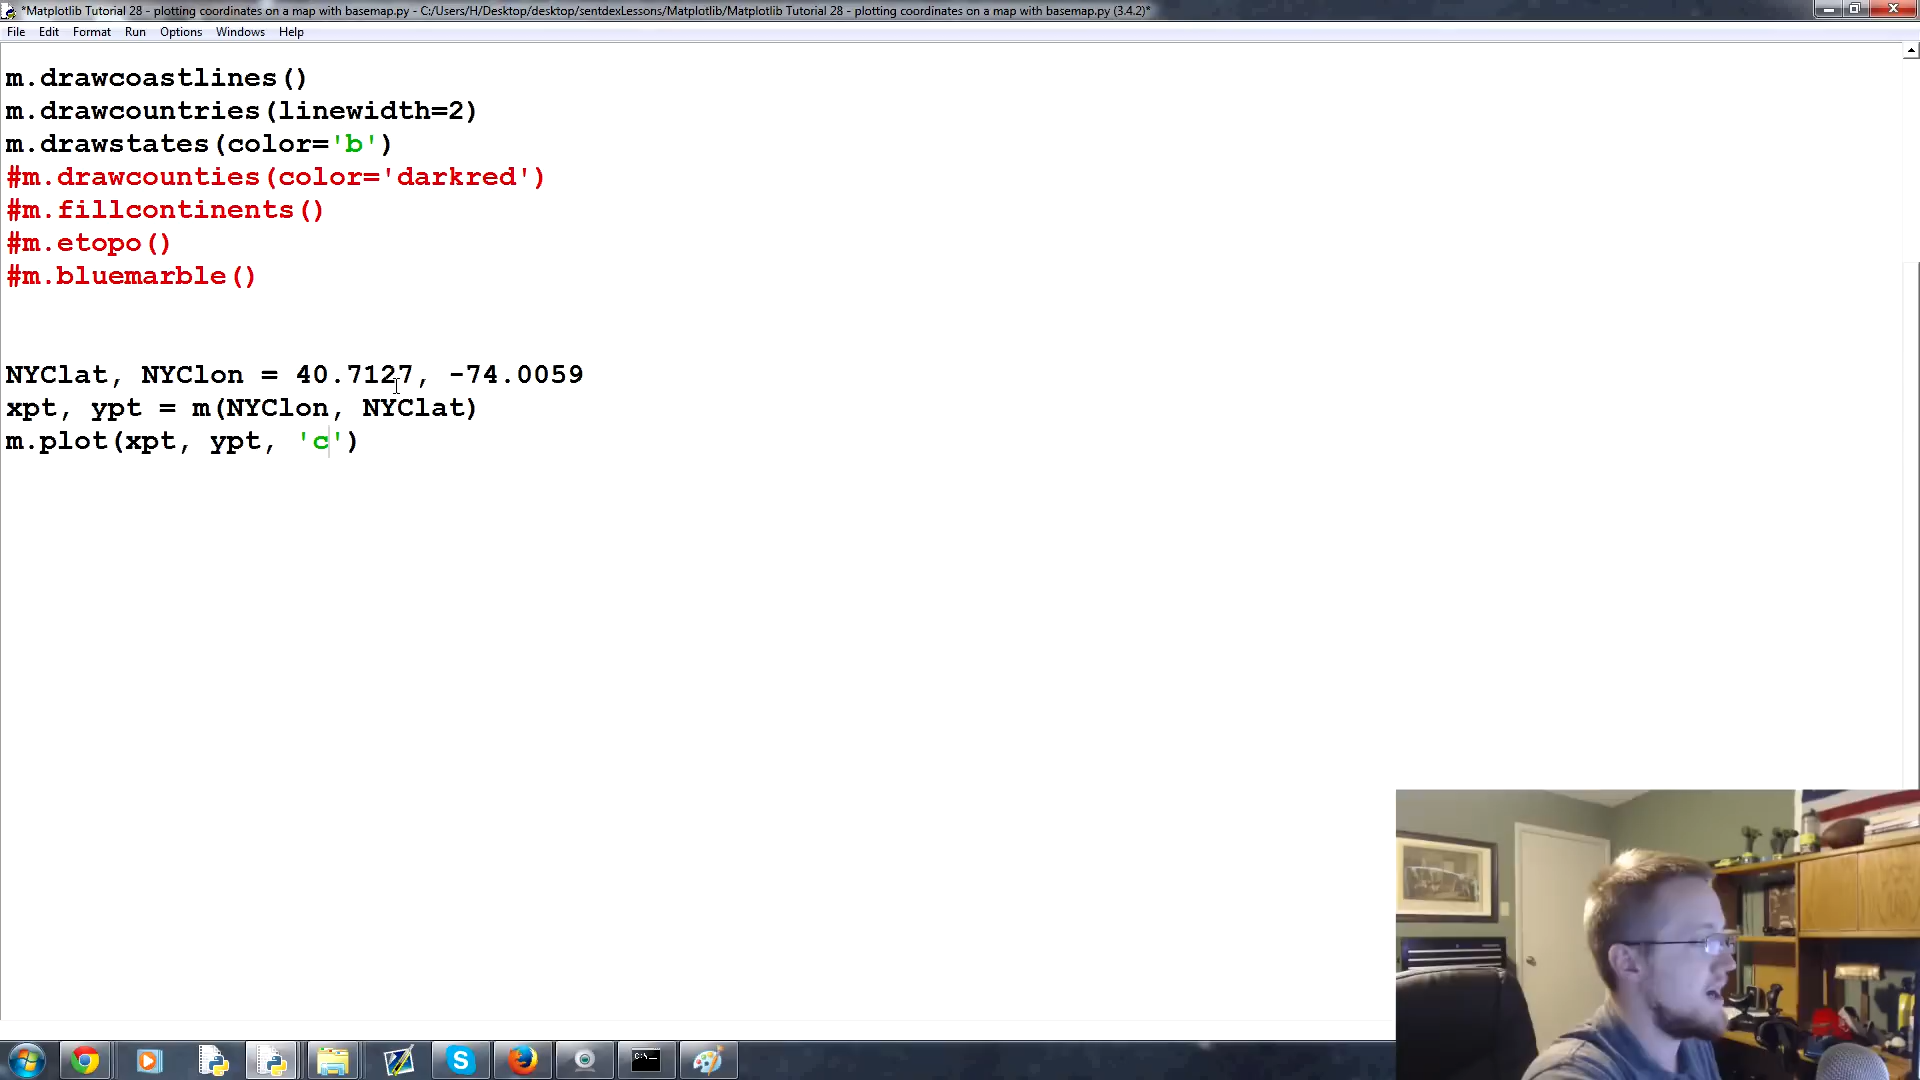 *Matplotlib Tutorial 28 - plotting coordinates on a map with basemap.py - C:/Users/H/Desktop/desktop/sentdexLessons/Matplotlib/Matplotlib Tutorial 28 - plotting coordinates on a map with basemap.py (3.4.2)*
File Edit Format Run Options Windows Help
m.drawcoastlines()
m.drawcountries(linewidth=2)
m.drawstates(color='b')
#m.drawcounties(color='darkred')
#m.fillcontinents()
#m.etopo()
#m.bluemarble()
NYClat, NYClon = 40.7127, -74.0059
xpt, ypt = m(NYClon, NYClat)
m.plot(xpt, ypt, 'c')